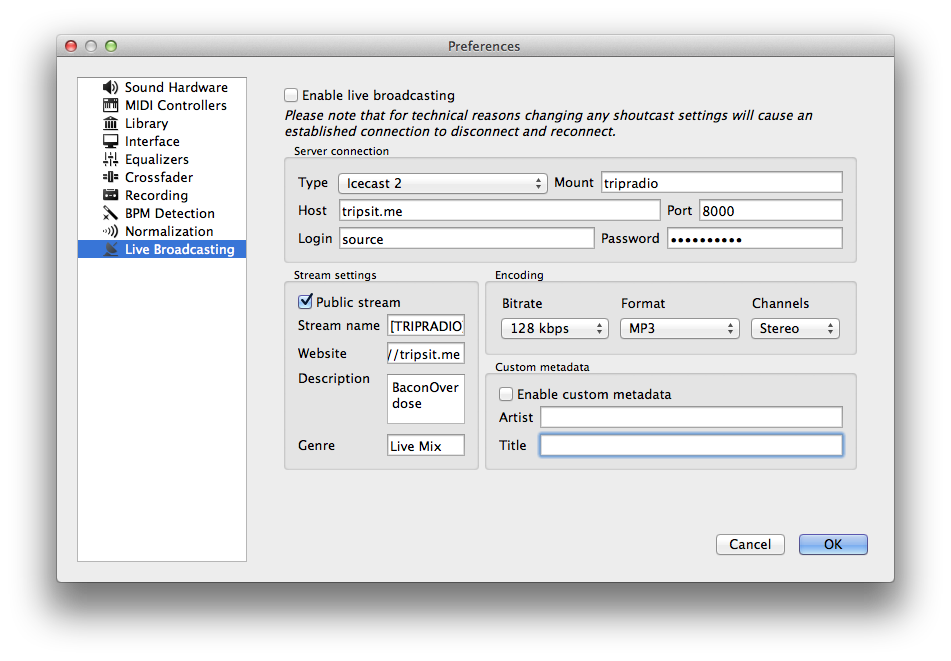 Preferences
Sound Hardware
MIDI Controllers
Library
Interface
Equalizers
Crossfader
Recording
BPM Detection
Normalization
Live Broadcasting
Enable live broadcasting
Please note that for technical reasons changing any shoutcast settings will cause an
established connection to disconnect and reconnect.
Server connection
Type Icecast 2 Mount tripradio
Host tripsit.me Port 8000
Login source Password ••••••••••
Stream settings
Public stream
Stream name [TRIPRADIO
Website //tripsit.me
Description BaconOver
dose
Genre Live Mix
Encoding
Bitrate Format Channels
128 kbps MP3 Stereo
Custom metadata
Enable custom metadata
Artist
Title
Cancel OK